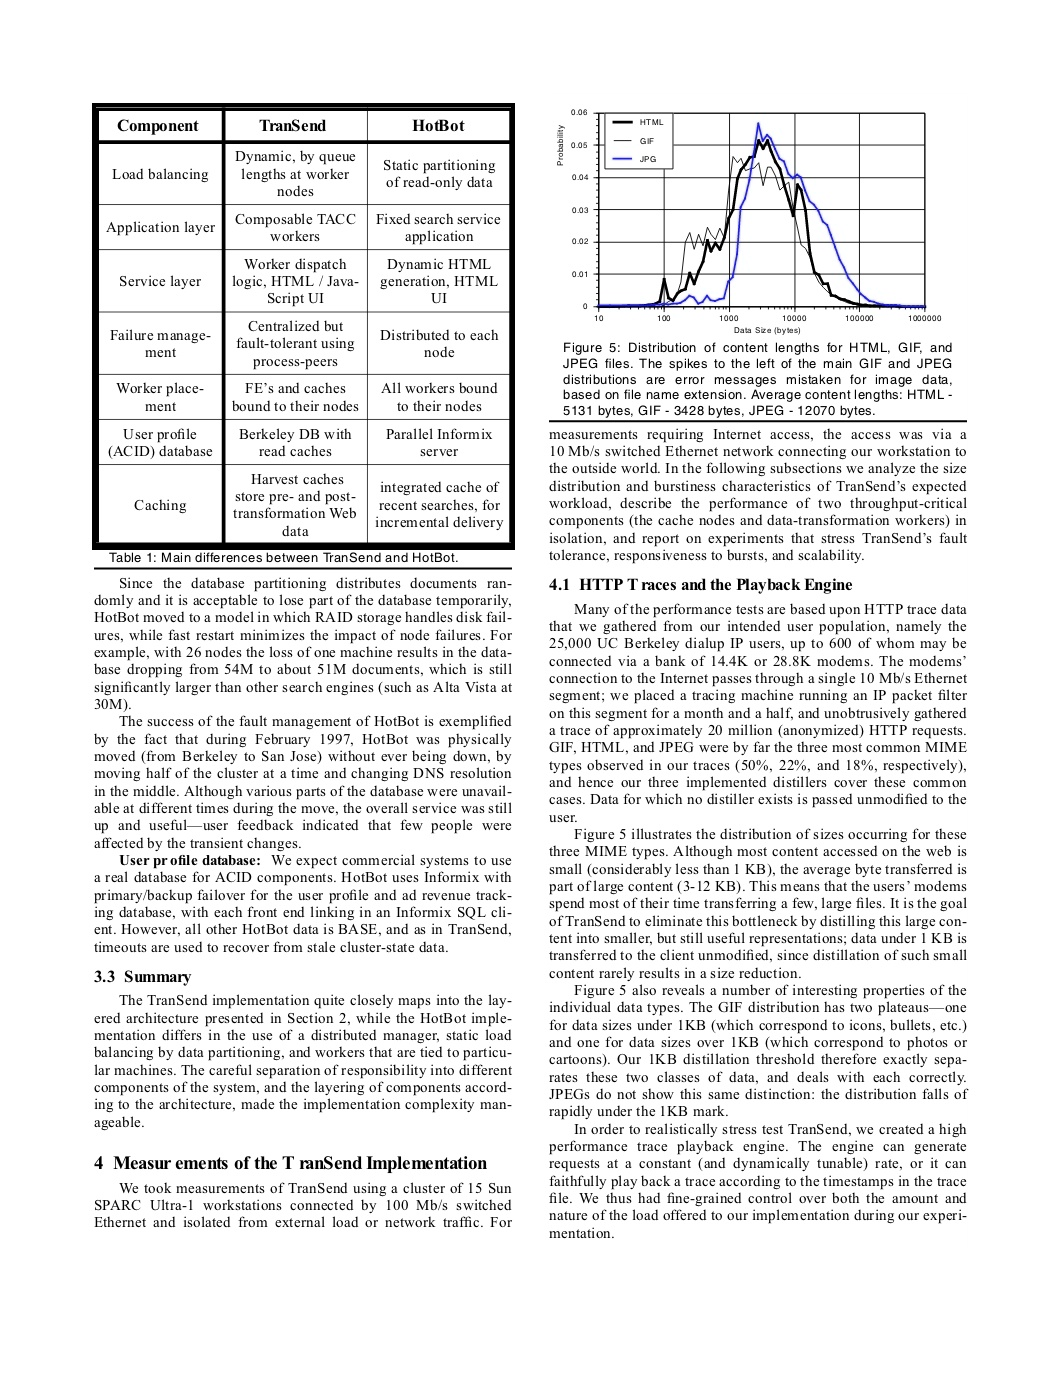 Component TranSend HotBot
Load balancing
Dynamic, by queue
lengths at worker
nodes
Static partitioning
of read-only data
Application layer
Composable TACC
workers
Fixed search service
application
Service layer
Worker dispatch
logic, HTML / Java-
Script UI
Dynamic HTML
generation, HTML
UI
Failure manage-
ment
Centralized but
fault-tolerant using
process-peers
Distributed to each
node
Worker place-
ment
FE's and caches
bound to their nodes
All workers bound
to their nodes
User profile
(ACID) database
Berkeley DB with
read caches
Parallel Informix
server
Caching
Harvest caches
store pre- and post-
transformation Web
data
integrated cache of
recent searches, for
incremental delivery
Table 1: Main differences between TranSend and HotBot.
Since the database partitioning distributes documents ran-
domly and it is acceptable to lose part of the database temporarily,
HotBot moved to a model in which RAID storage handles disk fail-
ures, while fast restart minimizes the impact of node failures. For
example, with 26 nodes the loss of one machine results in the data-
base dropping from 54M to about 51M documents, which is still
significantly larger than other search engines (such as Alta Vista at
30M).
The success of the fault management of HotBot is exemplified
by the fact that during February 1997, HotBot was physically
moved (from Berkeley to San Jose) without ever being down, by
moving half of the cluster at a time and changing DNS resolution
in the middle. Although various parts of the database were unavail-
able at different times during the move, the overall service was still
up and useful—user feedback indicated that few people were
affected by the transient changes.
User profile database: We expect commercial systems to use
a real database for ACID components. HotBot uses Informix with
primary/backup failover for the user profile and ad revenue track-
ing database, with each front end linking in an Informix SQL cli-
ent. However, all other HotBot data is BASE, and as in TranSend,
timeouts are used to recover from stale cluster-state data.
3.3 Summary
The TranSend implementation quite closely maps into the lay-
ered architecture presented in Section 2, while the HotBot imple-
mentation differs in the use of a distributed manager, static load
balancing by data partitioning, and workers that are tied to particu-
lar machines. The careful separation of responsibility into different
components of the system, and the layering of components accord-
ing to the architecture, made the implementation complexity man-
ageable.
4 Measurements of the TranSend Implementation
We took measurements of TranSend using a cluster of 15 Sun
SPARC Ultra-1 workstations connected by 100 Mb/s switched
Ethernet and isolated from external load or network traffic. For
0.06
0.05
0.04
0.03
0.02
0.01
0
Probability
HTML
GIF
JPG
10 100 1000 10000 100000 1000000
Data Size (bytes)
Figure 5: Distribution of content lengths for HTML, GIF, and
JPEG files. The spikes to the left of the main GIF and JPEG
distributions are error messages mistaken for image data,
based on file name extension. Average content lengths: HTML -
5131 bytes, GIF - 3428 bytes, JPEG - 12070 bytes.
measurements requiring Internet access, the access was via a
10 Mb/s switched Ethernet network connecting our workstation to
the outside world. In the following subsections we analyze the size
distribution and burstiness characteristics of TranSend's expected
workload, describe the performance of two throughput-critical
components (the cache nodes and data-transformation workers) in
isolation, and report on experiments that stress TranSend's fault
tolerance, responsiveness to bursts, and scalability.
4.1 HTTP Traces and the Playback Engine
Many of the performance tests are based upon HTTP trace data
that we gathered from our intended user population, namely the
25,000 UC Berkeley dialup IP users, up to 600 of whom may be
connected via a bank of 14.4K or 28.8K modems. The modems'
connection to the Internet passes through a single 10 Mb/s Ethernet
segment; we placed a tracing machine running an IP packet filter
on this segment for a month and a half, and unobtrusively gathered
a trace of approximately 20 million (anonymized) HTTP requests.
GIF, HTML, and JPEG were by far the three most common MIME
types observed in our traces (50%, 22%, and 18%, respectively),
and hence our three implemented distillers cover these common
cases. Data for which no distiller exists is passed unmodified to the
user.
Figure 5 illustrates the distribution of sizes occurring for these
three MIME types. Although most content accessed on the web is
small (considerably less than 1 KB), the average byte transferred is
part of large content (3-12 KB). This means that the users' modems
spend most of their time transferring a few, large files. It is the goal
of TranSend to eliminate this bottleneck by distilling this large con-
tent into smaller, but still useful representations; data under 1 KB is
transferred to the client unmodified, since distillation of such small
content rarely results in a size reduction.
Figure 5 also reveals a number of interesting properties of the
individual data types. The GIF distribution has two plateaus—one
for data sizes under 1KB (which correspond to icons, bullets, etc.)
and one for data sizes over 1KB (which correspond to photos or
cartoons). Our 1KB distillation threshold therefore exactly sepa-
rates these two classes of data, and deals with each correctly.
JPEGs do not show this same distinction: the distribution falls of
rapidly under the 1KB mark.
In order to realistically stress test TranSend, we created a high
performance trace playback engine. The engine can generate
requests at a constant (and dynamically tunable) rate, or it can
faithfully play back a trace according to the timestamps in the trace
file. We thus had fine-grained control over both the amount and
nature of the load offered to our implementation during our experi-
mentation.